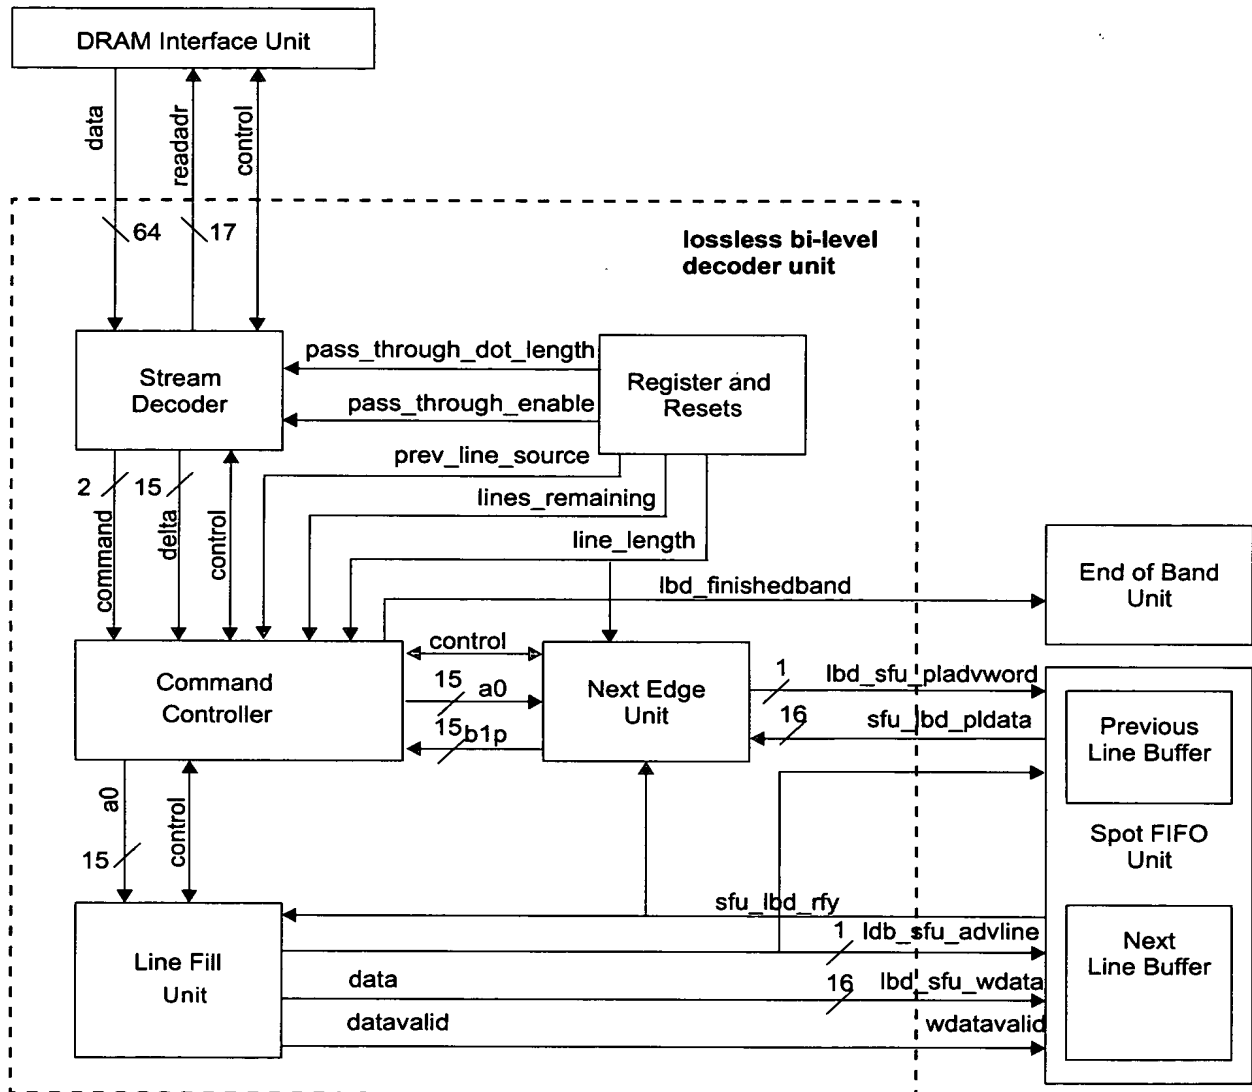 DRAM Interface Unit
data
readadr
control
64
17
lossless bi-level
decoder unit
Stream
Decoder
pass_through_dot_length
pass_through_enable
Register and
Resets
prev_line_source
lines_remaining
line_length
2
15
command
delta
control
lbd_finishedband
End of Band
Unit
Command
Controller
control
15
a0
15
b1p
Next Edge
Unit
1
lbd_sfu_pladvword
16
sfu_lbd_pldata
Previous
Line Buffer
Spot FIFO
Unit
a0
control
15
Line Fill
Unit
sfu_lbd_rfy
1
ldb_sfu_advline
data
16
lbd_sfu_wdata
datavalid
wdatavalid
Next
Line Buffer